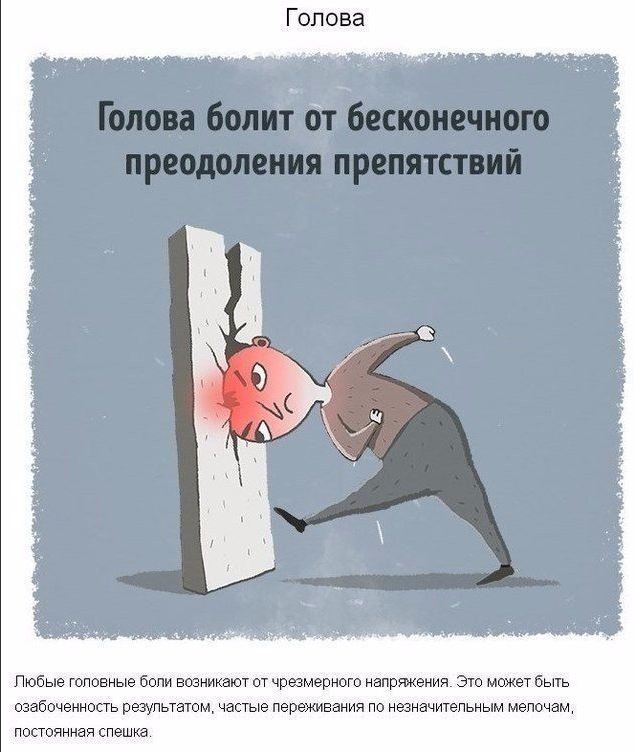 Голова
Голова болит от бесконечного
преодоления препятствий
Любые головные боли возникают от чрезмерного напряжения. Это может быть
озабоченность результатом, частые переживания по незначительным мелочам,
постоянная спешка.